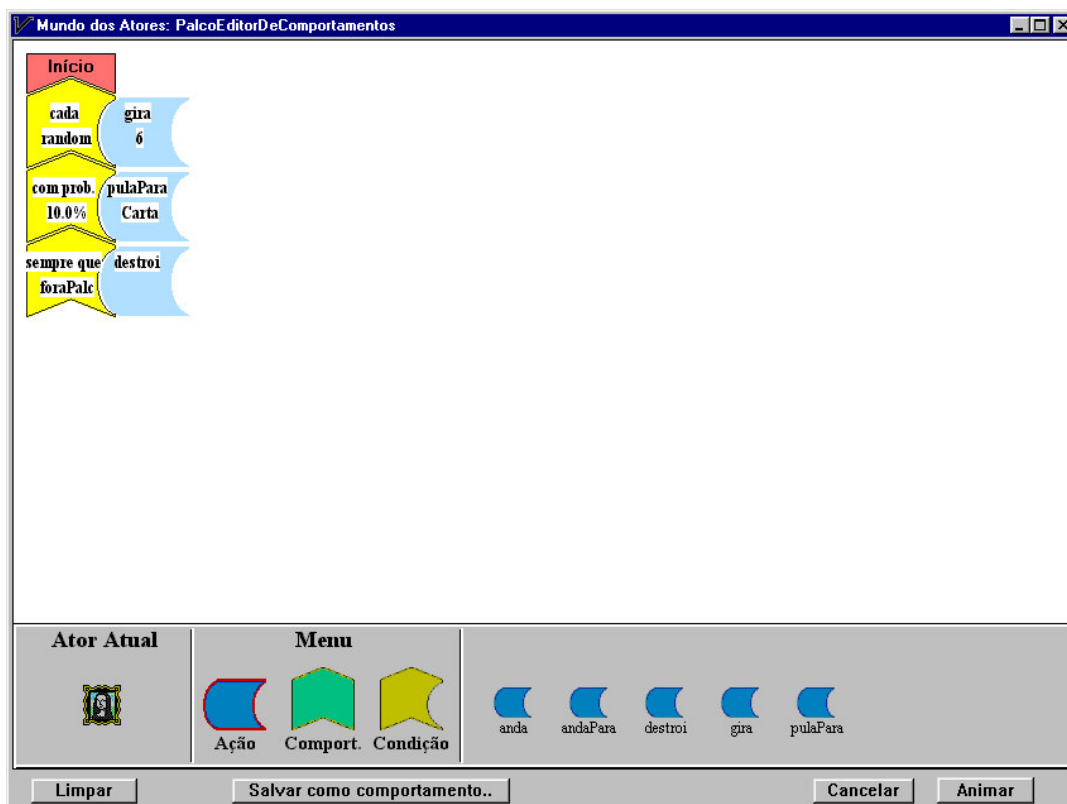 Mundo dos Atores: PalcoEditorDeComportamentos
Início
cada
random
gira
6
com prob.
10.0%
pulaPara
Carta
sempre que
foraPalc
destroi
Ator Atual
Menu
Ação
Comport.
Condição
anda
andaPara
destroi
gira
pulaPara
Limpar
Salvar como comportamento..
Cancelar
Animar